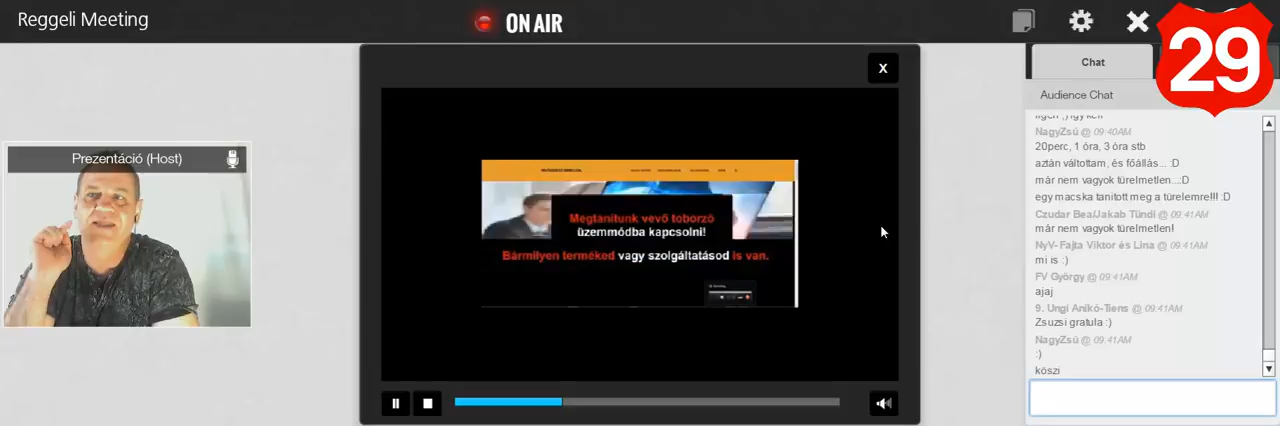 Reggeli Meeting
ON AIR
29
X
Chat
Audience Chat
Prezentáció (Host)
NagyZsú @ 09:40AM
20perc, 1 óra, 3 óra stb
aztán váltottam, és főállás... :D
már nem vagyok türelmetlen...:D
egy macska tanított meg a türelemre!!! :D
Czudar Bea/Jakab Tündi @ 09:41AM
már nem vagyok türelmetlen!
NyV- Fajta Viktor és Lina @ 09:41AM
mi is :)
FV György @ 09:41AM
ajaj
9. Ungi Anikó-Tiens @ 09:41AM
Zsuzsi gratula :)
NagyZsú @ 09:41AM
:)
köszi
Megtanítunk vevő toborzó
üzemmódba kapcsolni!
Bármilyen terméked vagy szolgáltatásod is van.